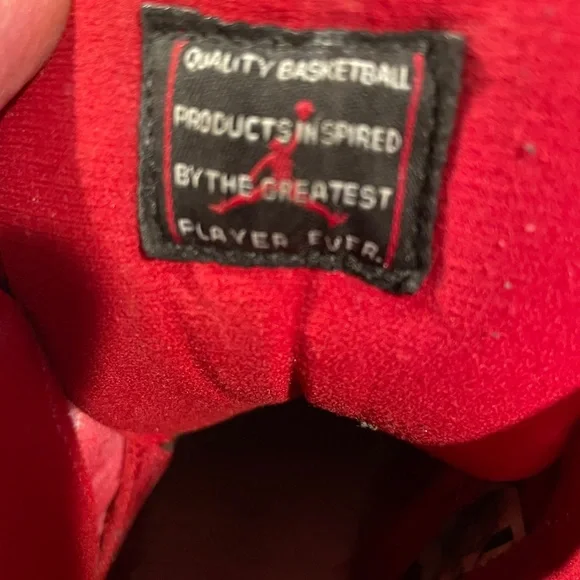 QUALITY BASKETBALL
PRODUCTS INSPIRED
BY THE GREATEST
PLAYER EVER.